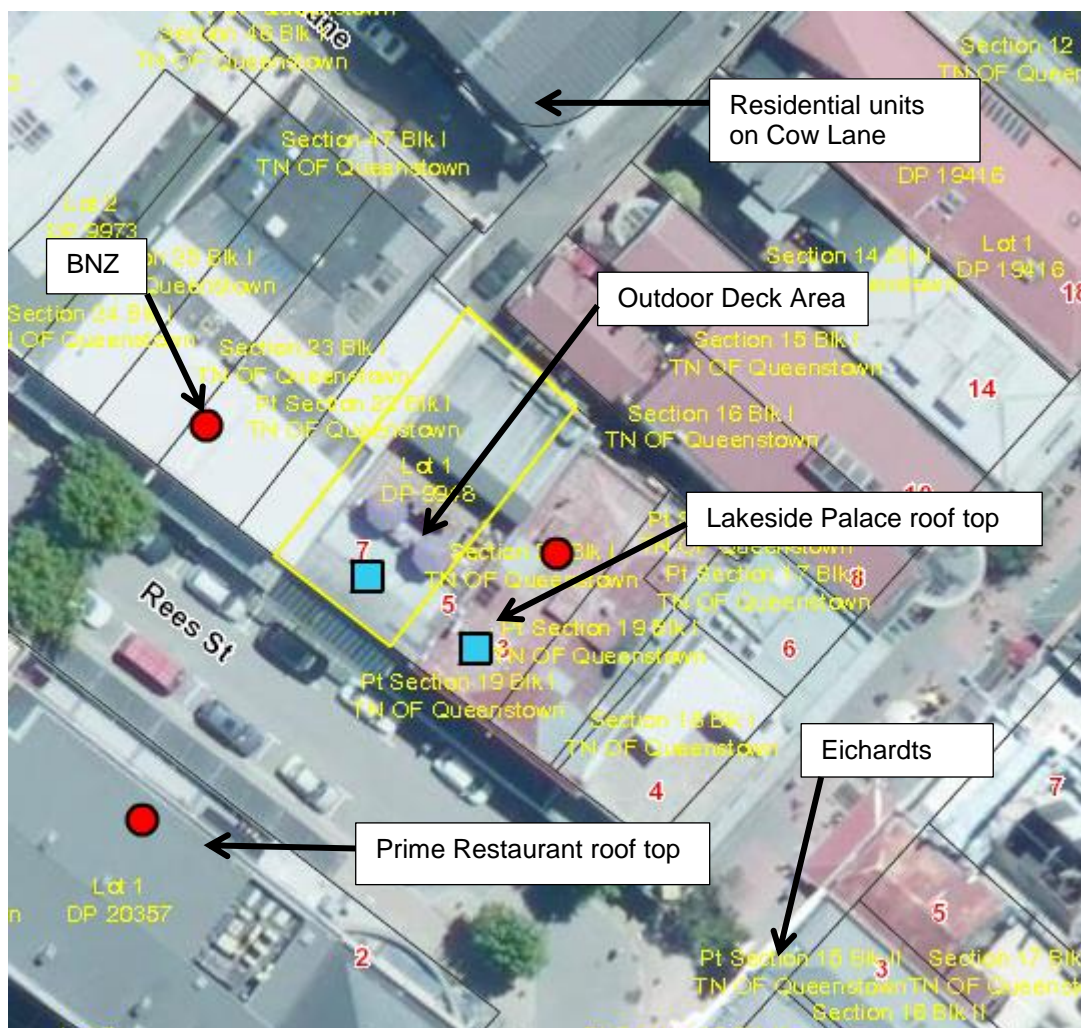 Section 46 Blk I
TN OF Queenstown
Section 12
TN OF
Residential units
on Cow Lane
Section 47 Blk I
TN OF Queenstown
DP 19416
Lot 2
DP 9973
BNZ
Lot 1
DP 19416
Section 14 Blk I
18
Outdoor Deck Area
Section 23 Blk I
TN OF Queenstown
Section 15 Blk I
TN OF Queenstown
14
Pt Section 22 Blk I
TN OF Queenstown
Section 16 Blk I
TN OF Queenstown
Lot 1
DP 9968
10
Lakeside Palace roof top
7
Blk I
TN OF Queenstown
Pt Section 17 Blk I
TN OF Queenstown
8
5
Rees St
Pt Section 19 Blk I
TN OF Queenstown
3
6
Pt Section 19 Blk I
TN OF Queenstown
Section 18 Blk I
TN OF Queenstown
Eichardts
4
7
Prime Restaurant roof top
Lot 1
DP 20357
5
2
Pt Section 15 Blk II
TN OF Queenstown
3
Section 17 Blk
TN OF Queenstown
Section 16 Blk II